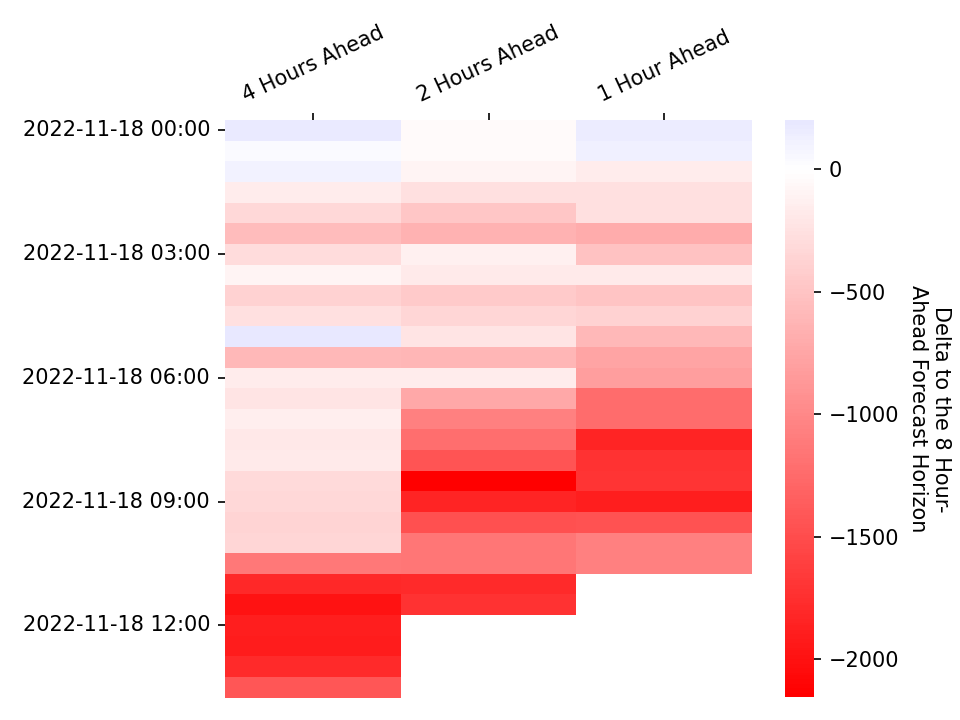 4 Hours Ahead
2 Hours Ahead
1 Hour Ahead
2022-11-18 00:00
2022-11-18 03:00
2022-11-18 06:00
2022-11-18 09:00
2022-11-18 12:00
0
−500
−1000
−1500
−2000
Delta to the 8 Hour-
Ahead Forecast Horizon